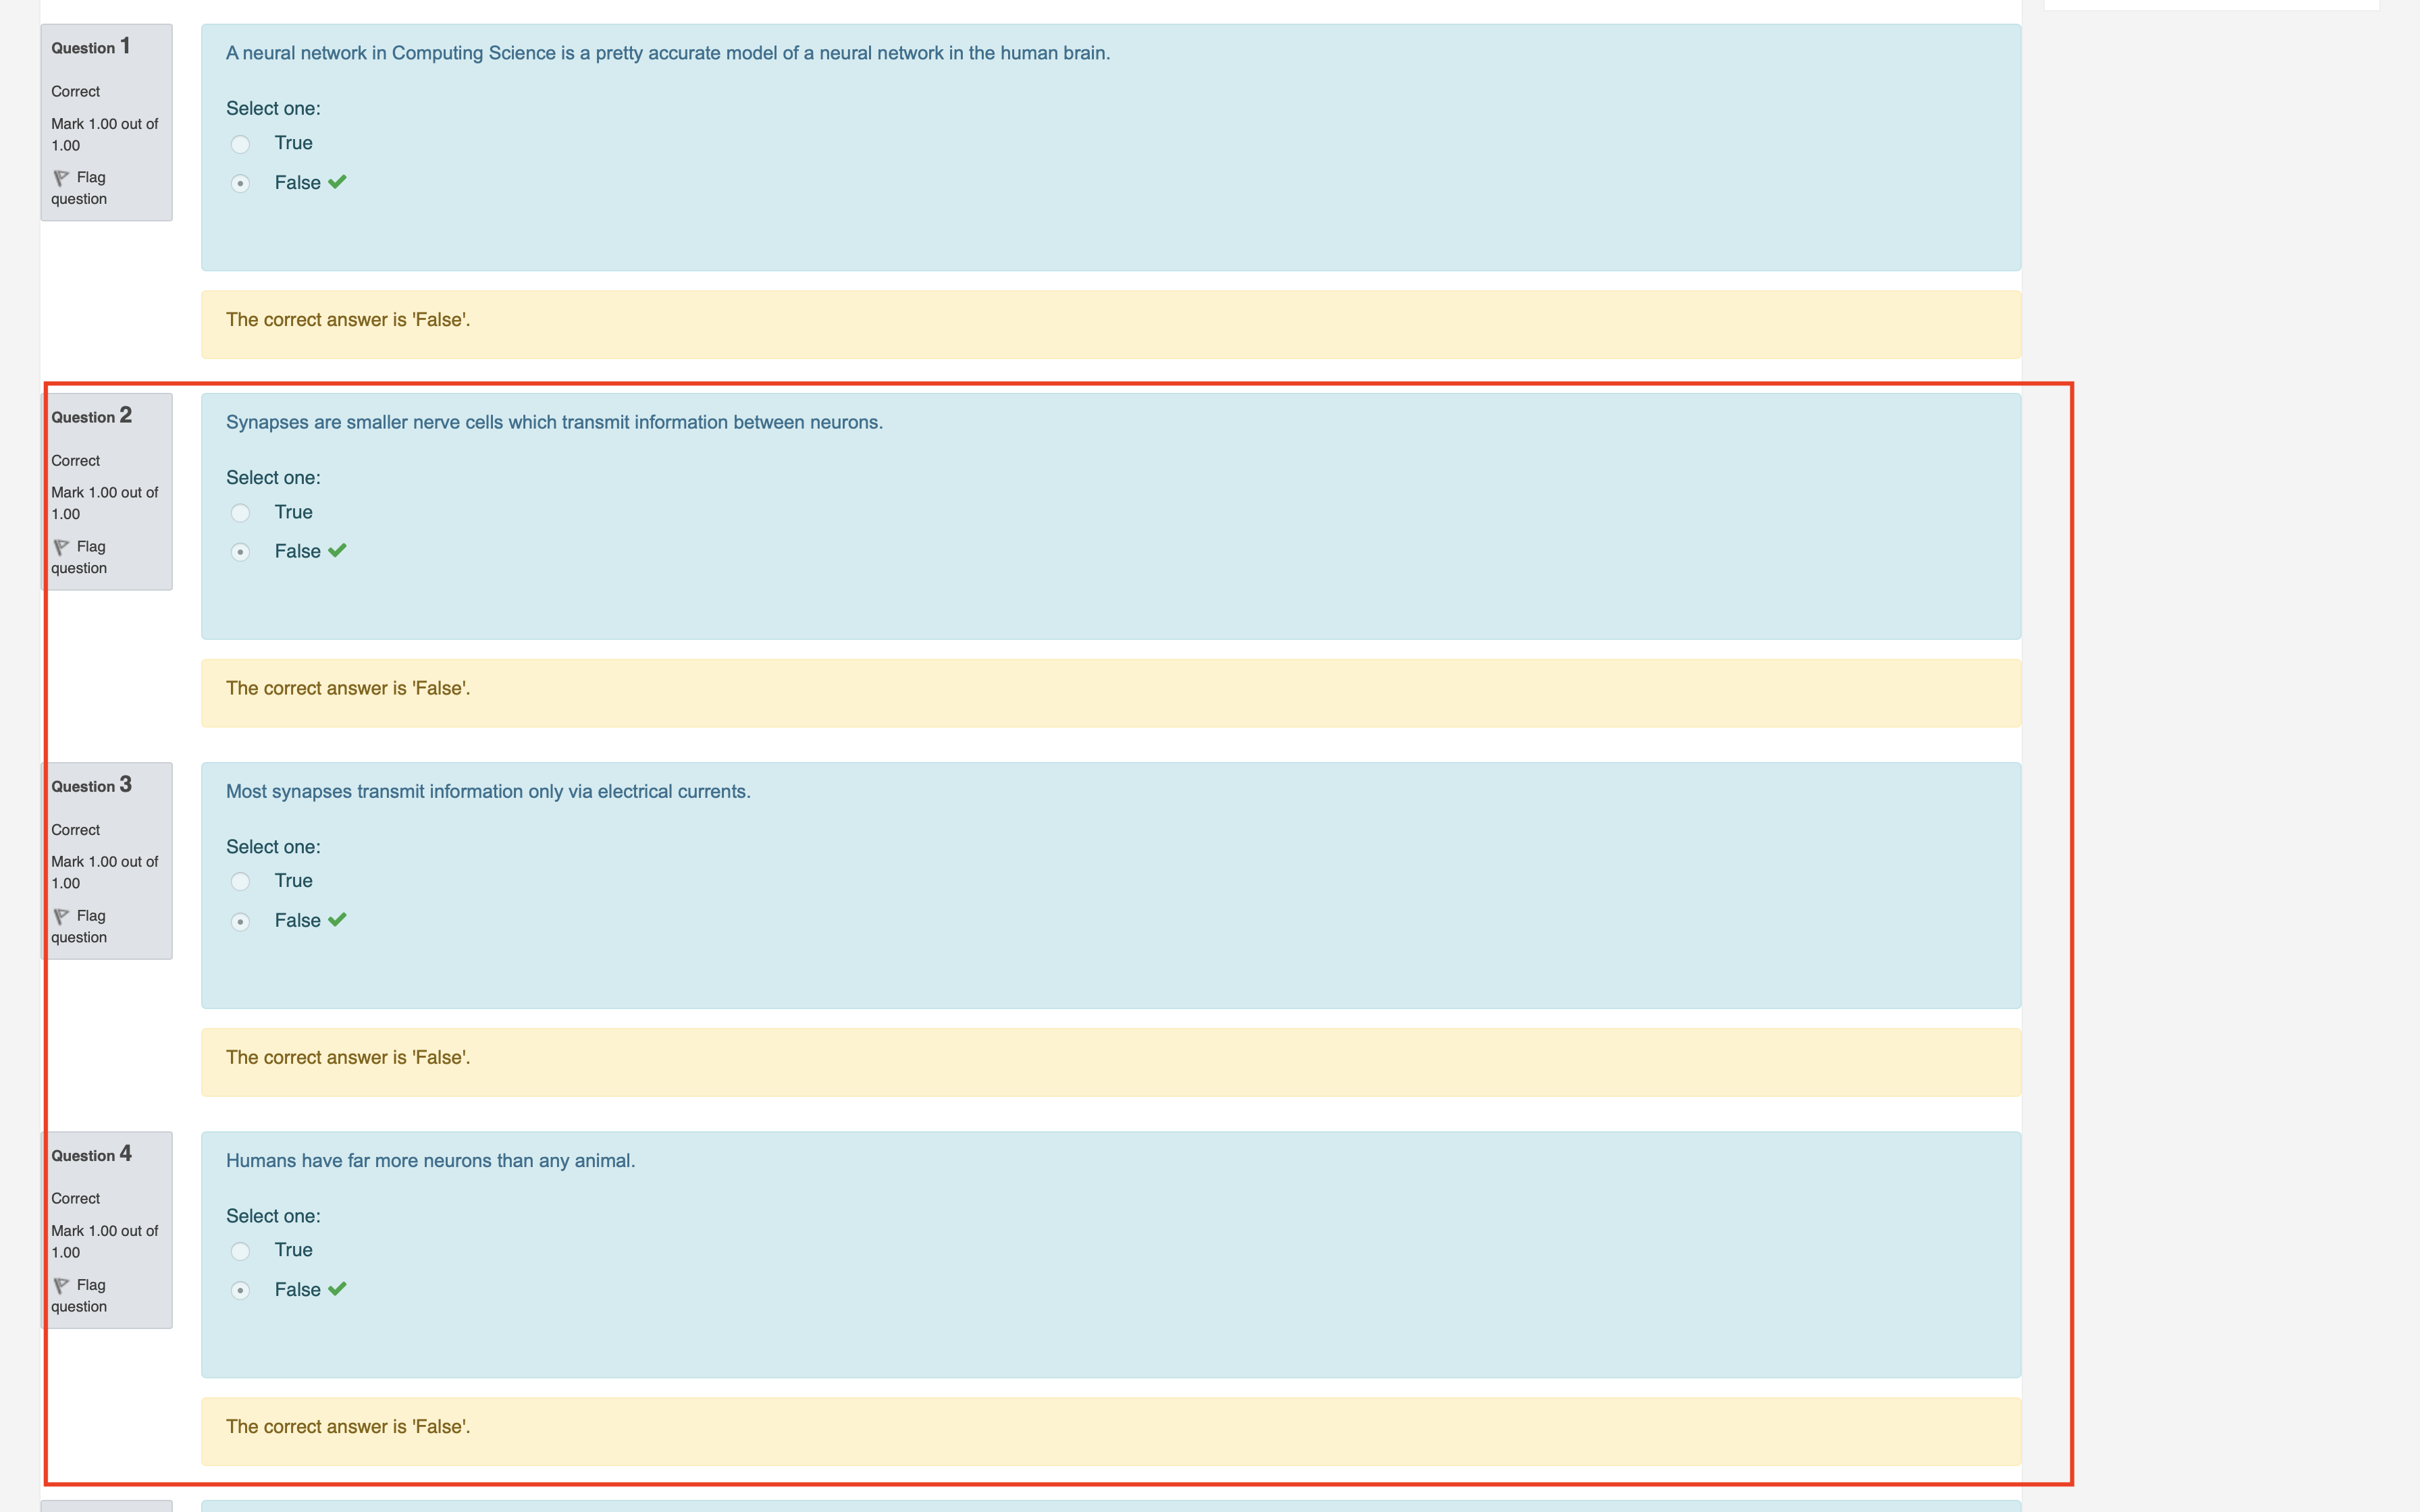 Question 1
Correct
Mark 1.00 out of
1.00
Flag
question
A neural network in Computing Science is a pretty accurate model of a neural network in the human brain.
Select one:
True
False
The correct answer is 'False'.
Question 2
Correct
Mark 1.00 out of
1.00
Flag
question
Synapses are smaller nerve cells which transmit information between neurons.
Select one:
True
False
The correct answer is 'False'.
Question 3
Correct
Mark 1.00 out of
1.00
Flag
question
Most synapses transmit information only via electrical currents.
Select one:
True
False
The correct answer is 'False'.
Question 4
Correct
Mark 1.00 out of
1.00
Flag
question
Humans have far more neurons than any animal.
Select one:
True
False
The correct answer is 'False'.